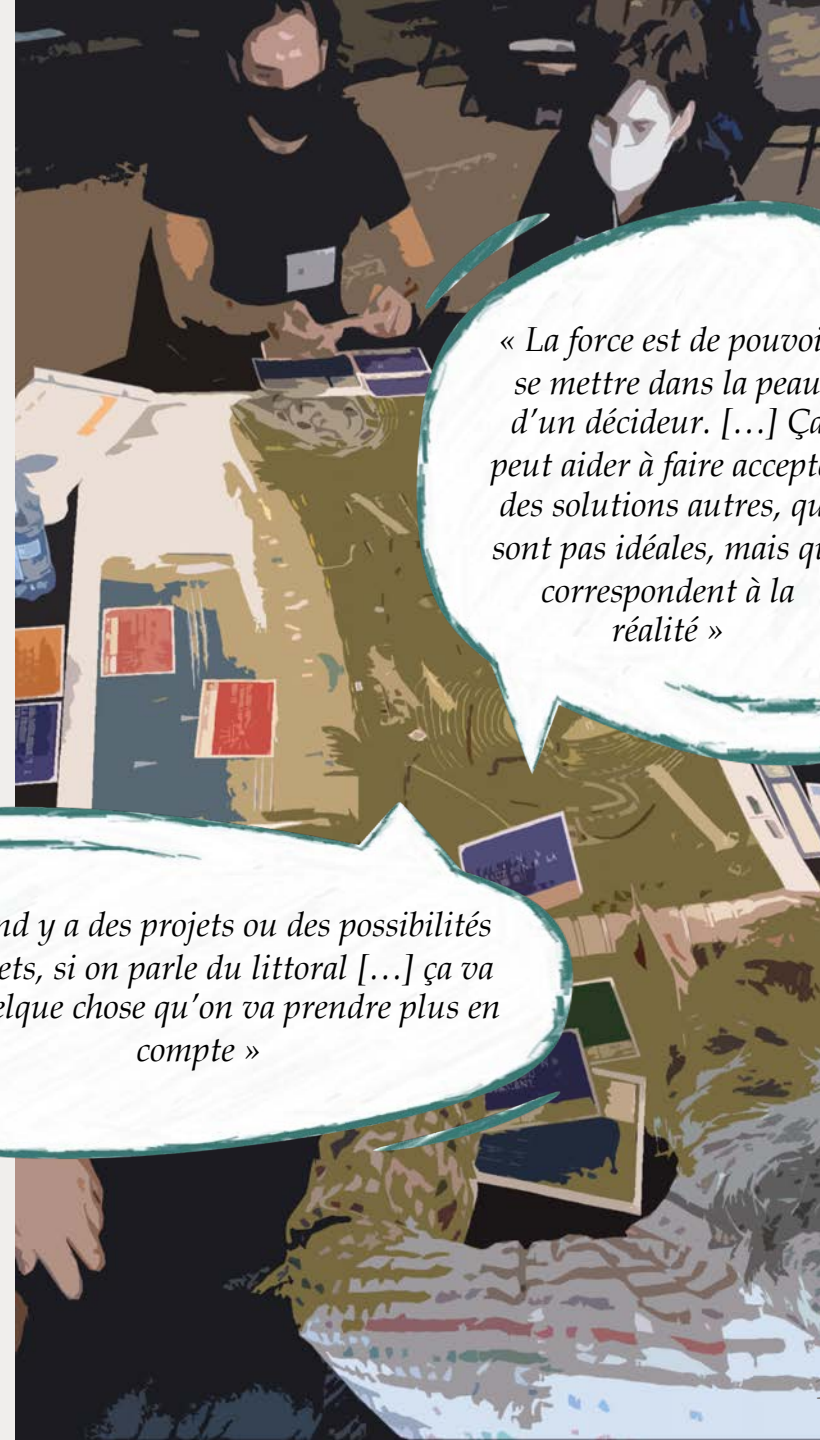 « La force est de pouvoi
se mettre dans la peau
d'un décideur. […] Ça
peut aider à faire accept
des solutions autres, qu
sont pas idéales, mais qu
correspondent à la
réalité »
nd y a des projets ou des possibilités
ets, si on parle du littoral […] ça va
elque chose qu'on va prendre plus en
compte »